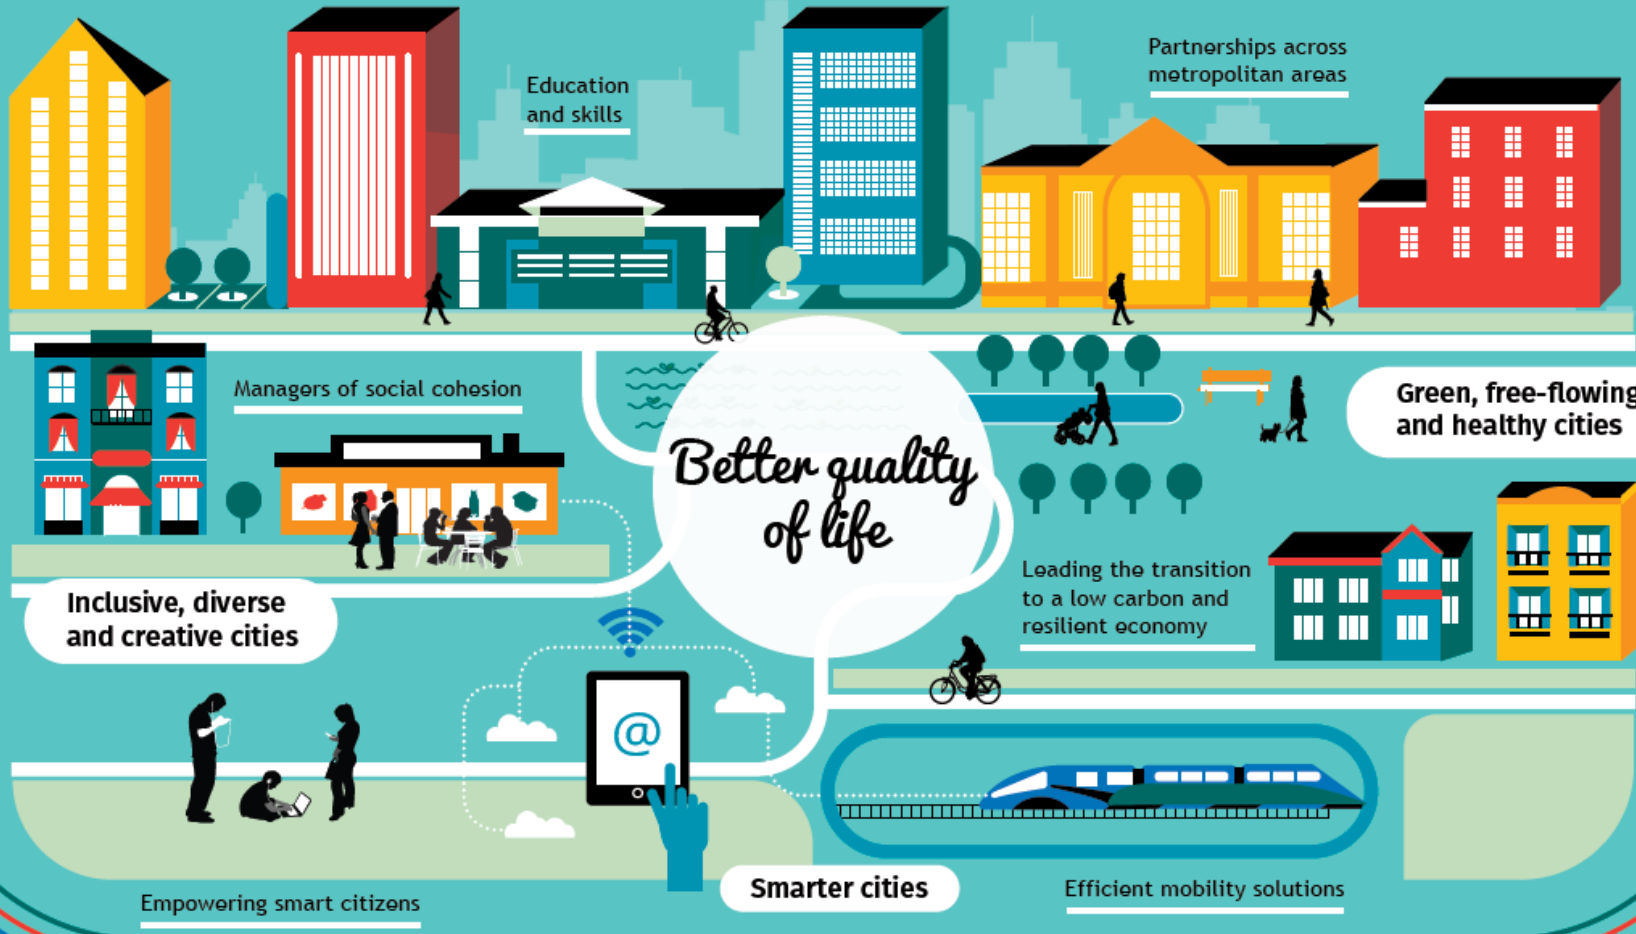 Education
and skills
Partnerships across
metropolitan areas
Managers of social cohesion
Green, free-flowing
and healthy cities
Better quality
of life
Inclusive, diverse
and creative cities
Leading the transition
to a low carbon and
resilient economy
@
Empowering smart citizens
Smarter cities
Efficient mobility solutions